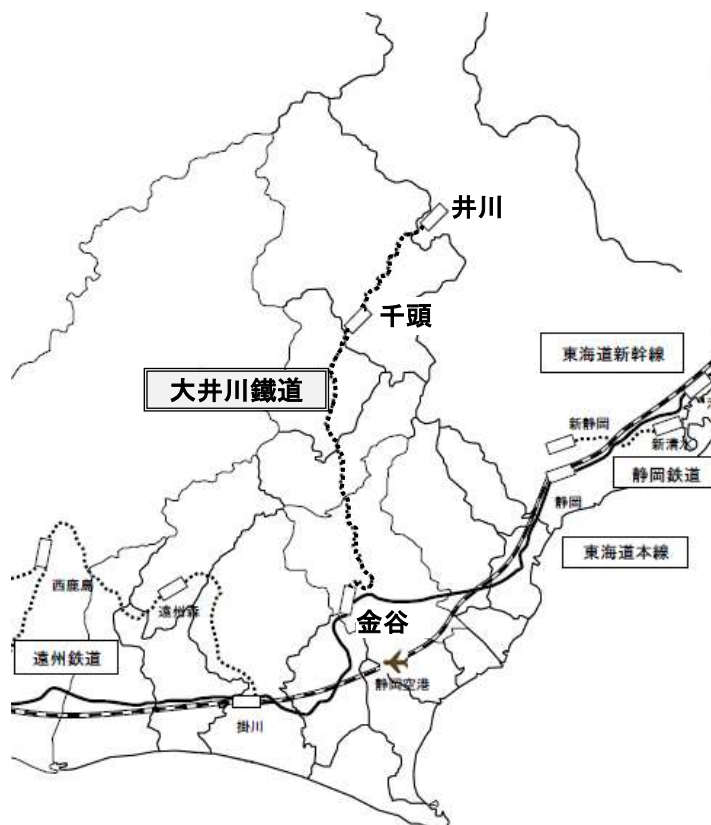 井川
千頭
東海道新幹線
大井川鐵道
新静岡
新清水
静岡鉄道
静岡
東海道本線
西鹿島
遠州森
金谷
遠州鉄道
静岡空港
掛川